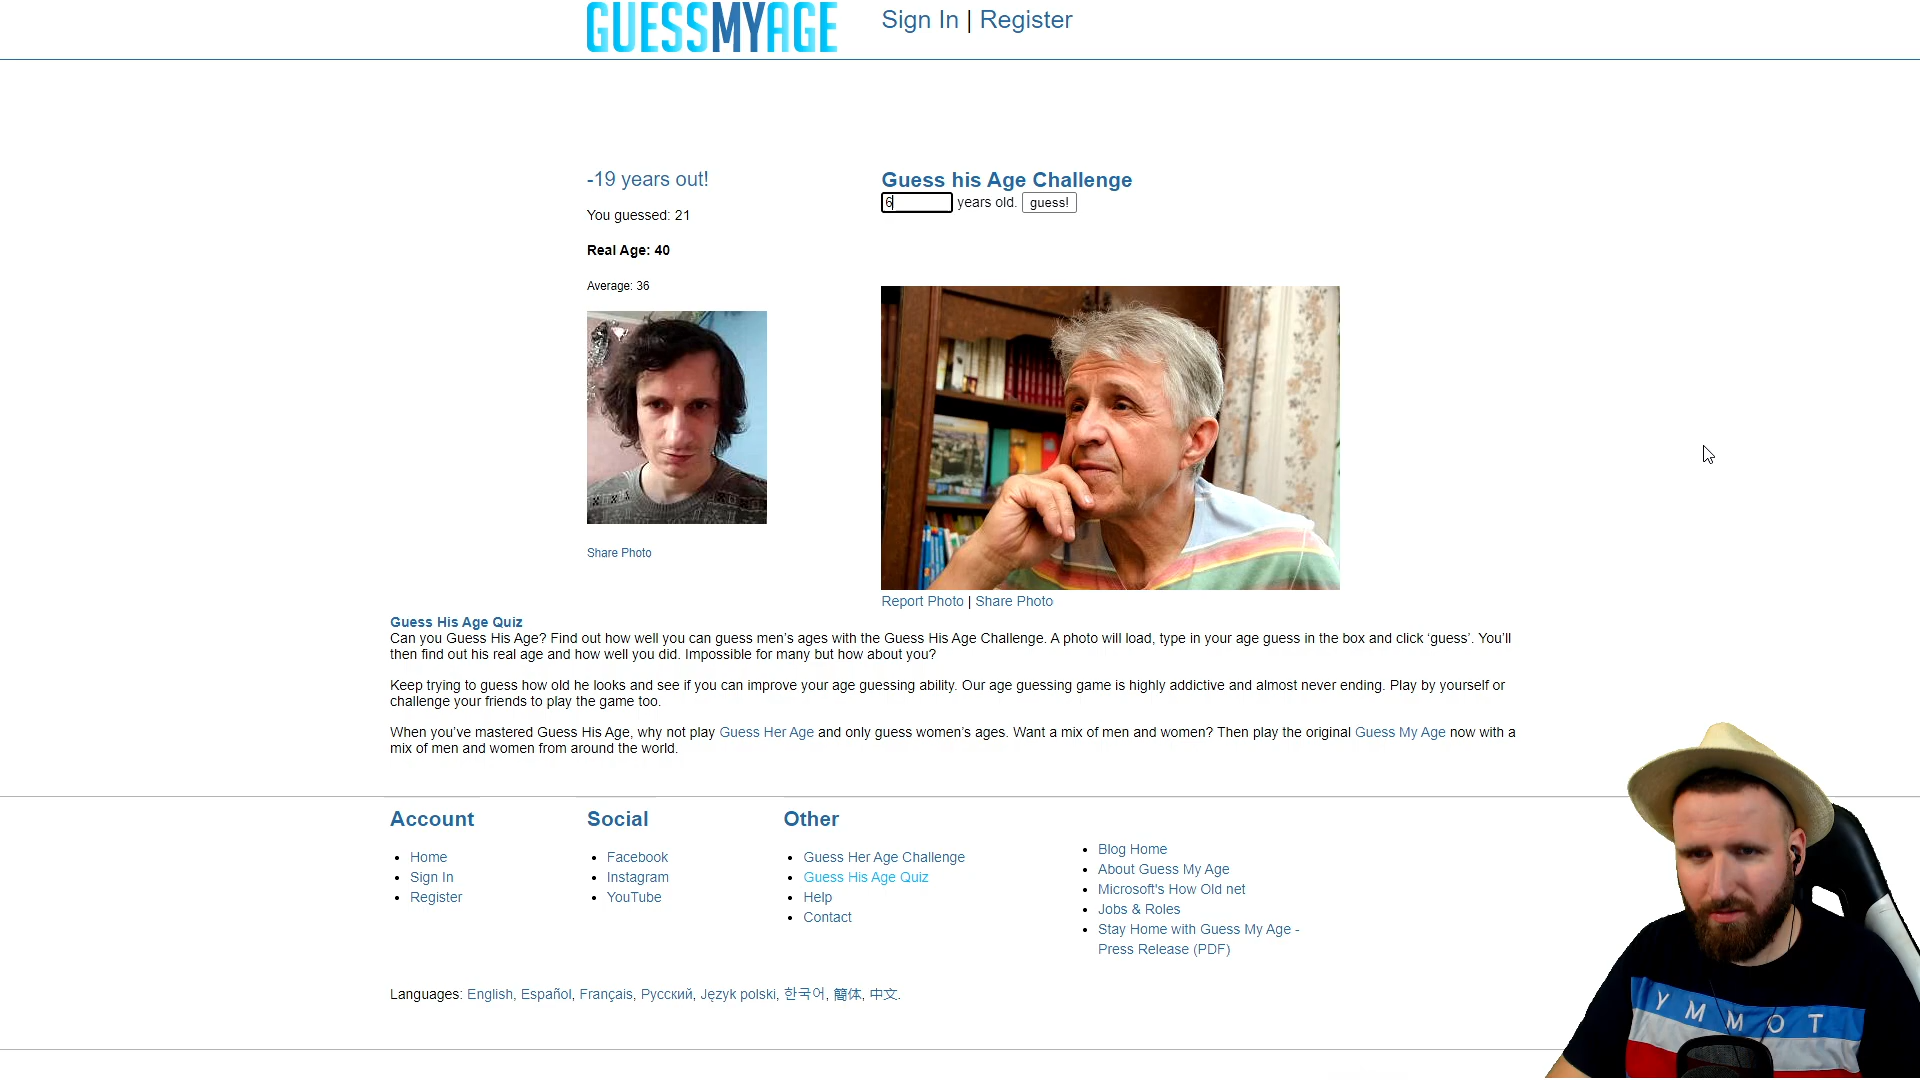 GUESSMYAGE
Sign In | Register
-19 years out!
You guessed: 21
Real Age: 40
Average: 36
Share Photo
Guess his Age Challenge
6 years old. guess!
Report Photo | Share Photo
Guess His Age Quiz
Can you Guess His Age? Find out how well you can guess men’s ages with the Guess His Age Challenge. A photo will load, type in your age guess in the box and click ‘guess’. You’ll
then find out his real age and how well you did. Impossible for many but how about you?
Keep trying to guess how old he looks and see if you can improve your age guessing ability. Our age guessing game is highly addictive and almost never ending. Play by yourself or
challenge your friends to play the game too.
When you’ve mastered Guess His Age, why not play Guess Her Age and only guess women’s ages. Want a mix of men and women? Then play the original Guess My Age now with a
mix of men and women from around the world.
Account
Home
Sign In
Register
Social
Facebook
Instagram
YouTube
Other
Guess Her Age Challenge
Guess His Age Quiz
Help
Contact
Blog Home
About Guess My Age
Microsoft's How Old net
Jobs & Roles
Stay Home with Guess My Age -
Press Release (PDF)
Languages: English, Español, Français, Русский, Język polski, 한국어, 簡体, 中文.
YMMOT